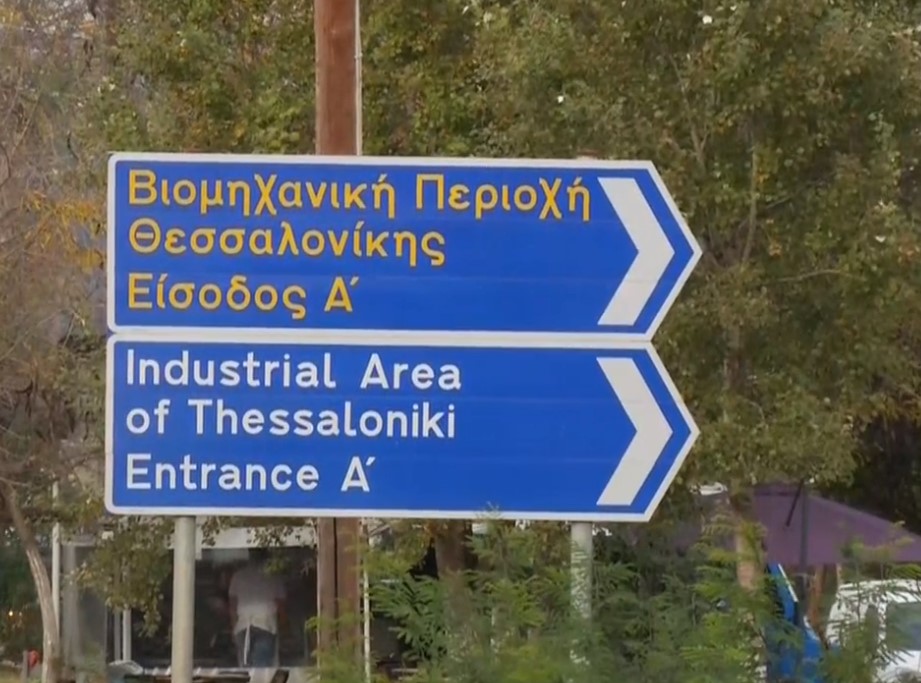 Βιομηχανική Περιοχή
Θεσσαλονίκης
Είσοδος Α΄
Industrial Area
of Thessaloniki
Entrance Α΄